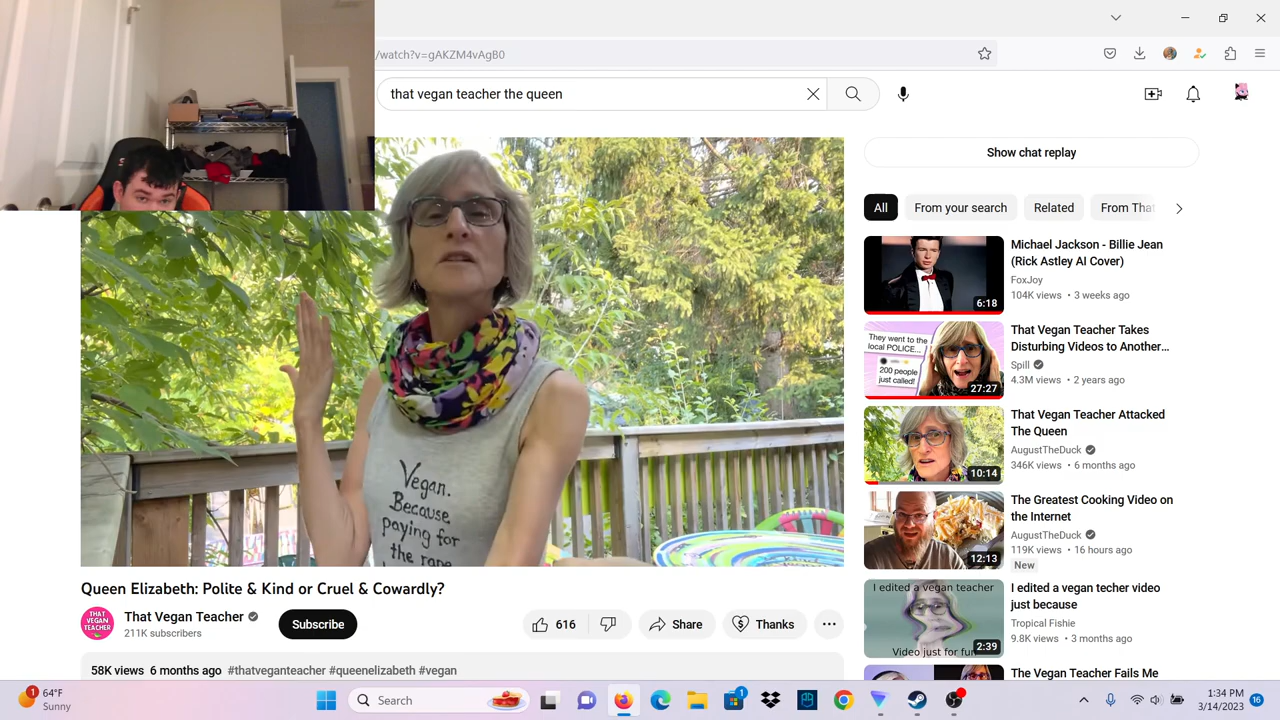 /watch?v=gAKZM4vAgB0
that vegan teacher the queen
Show chat replay
All
From your search
Related
From Tha
Michael Jackson - Billie Jean
(Rick Astley AI Cover)
FoxJoy
104K views • 3 weeks ago
6:18
They went to the
local POLICE...
200 people
just called!
27:27
That Vegan Teacher Takes
Disturbing Videos to Another...
Spill
4.3M views • 2 years ago
10:14
That Vegan Teacher Attacked
The Queen
AugustTheDuck
346K views • 6 months ago
12:13
The Greatest Cooking Video on
the Internet
AugustTheDuck
119K views • 16 hours ago
New
I edited a vegan teacher
Video just for fun
2:39
I edited a vegan techer video
just because
Tropical Fishie
9.8K views • 3 months ago
The Vegan Teacher Fails Me
Vegan.
Because
paying for
the rape
Queen Elizabeth: Polite & Kind or Cruel & Cowardly?
THAT
VEGAN
TEACHER
That Vegan Teacher
211K subscribers
Subscribe
616
Share
Thanks
58K views 6 months ago #thatveganteacher #queenelizabeth #vegan
1
64°F
Sunny
Search
1
1:34 PM
3/14/2023
16